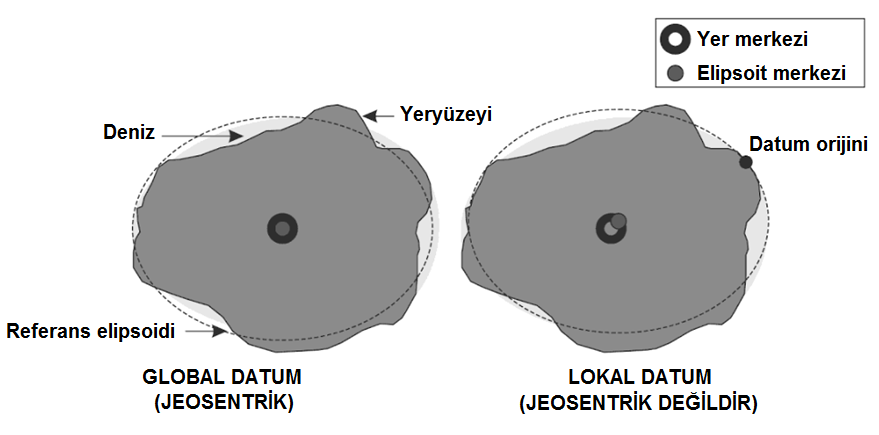 Yer merkezi
Elipsoit merkezi
Deniz
Yeryüzeyi
Datum orijini
Referans elipsoidi
GLOBAL DATUM
(JEOSENTRİK)
LOKAL DATUM
(JEOSENTRİK DEĞİLDİR)